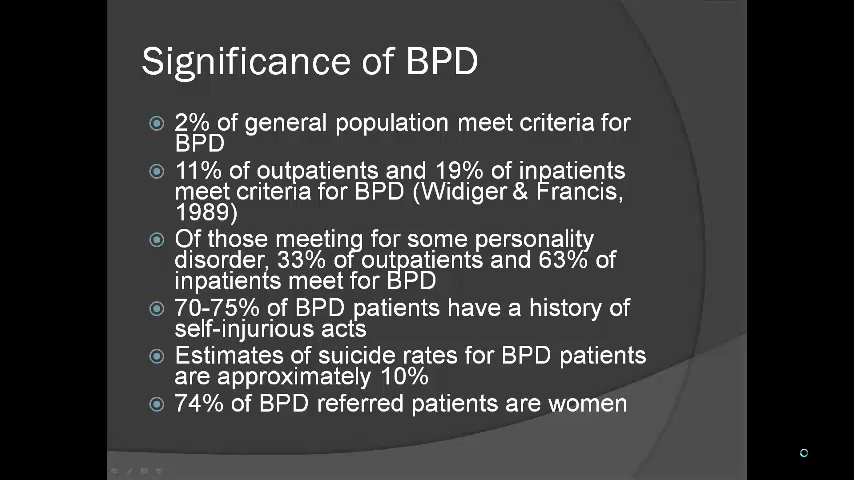 Significance of BPD
2% of general population meet criteria for
BPD
11% of outpatients and 19% of inpatients
meet criteria for BPD (Widiger & Francis,
1989)
Of those meeting for some personality
disorder, 33% of outpatients and 63% of
inpatients meet for BPD
70-75% of BPD patients have a history of
self-injurious acts
Estimates of suicide rates for BPD patients
are approximately 10%
74% of BPD referred patients are women